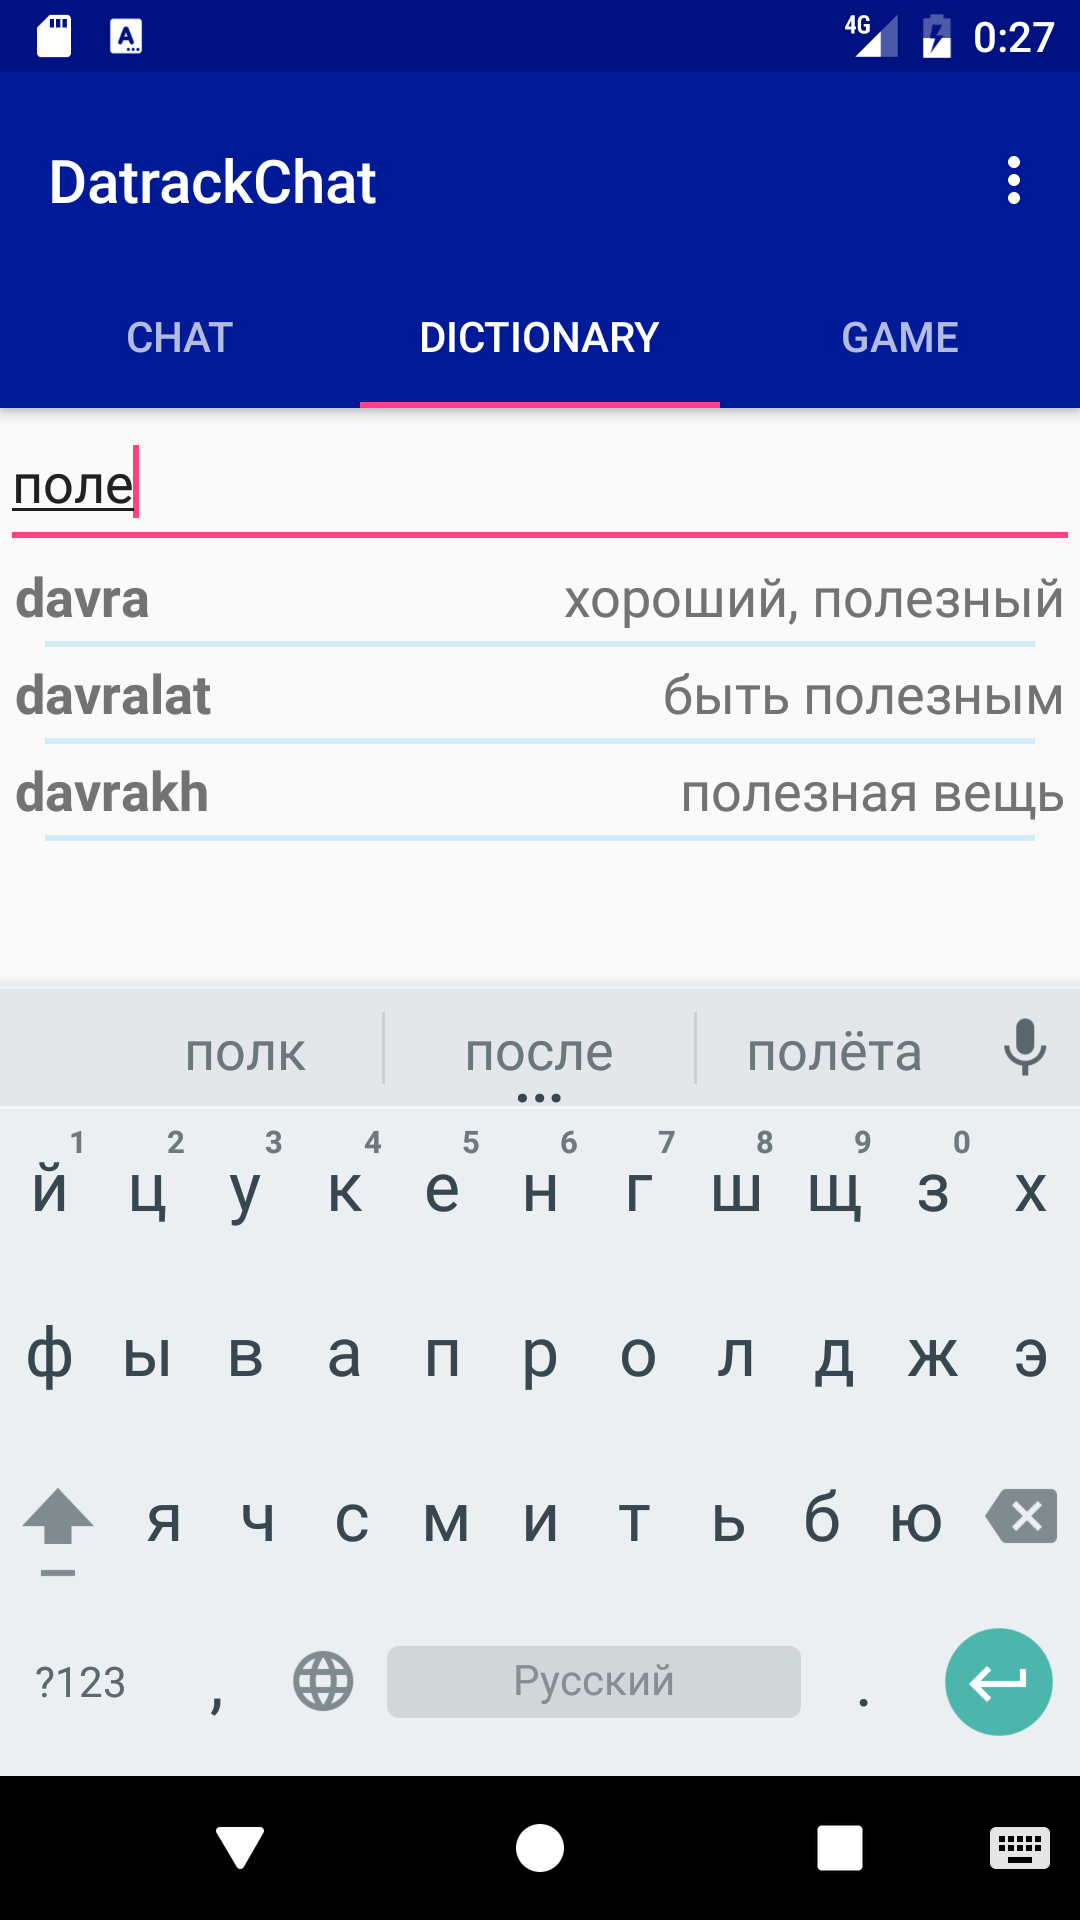 4G 0:27
DatrackChat
CHAT DICTIONARY GAME
поле
davra хороший, полезный
davralat быть полезным
davrakh полезная вещь
полк после полёта
1 2 3 4 5 6 7 8 9 0
й ц у к е н г ш щ з х
ф ы в а п р о л д ж э
я ч с м и т ь б ю
?123 , Русский .